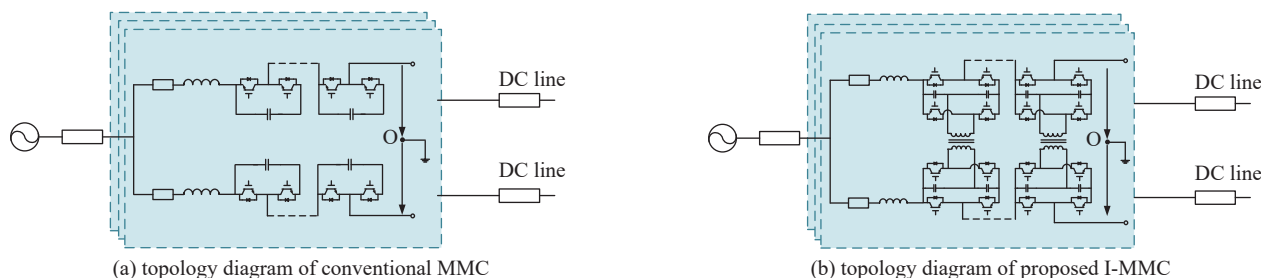 DC line
O
DC line
(a) topology diagram of conventional MMC
DC line
O
DC line
(b) topology diagram of proposed I-MMC